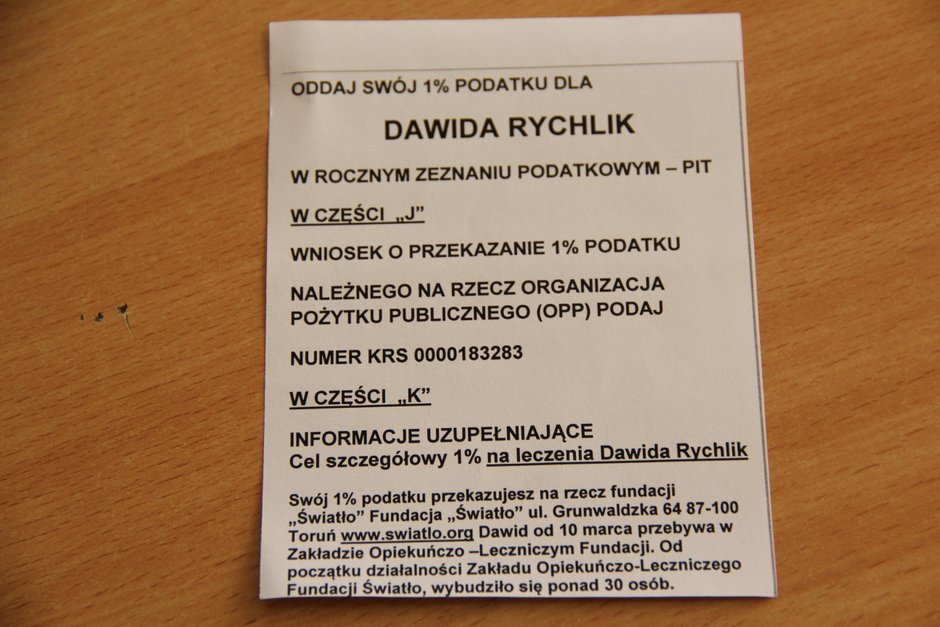 ODDAJ SWÓJ 1% PODATKU DLA
DAWIDA RYCHLIK
W ROCZNYM ZEZNANIU PODATKOWYM – PIT
W CZĘŚCI „J”
WNIOSEK O PRZEKAZANIE 1% PODATKU
NALEŻNEGO NA RZECZ ORGANIZACJA
POŻYTKU PUBLICZNEGO (OPP) PODAJ
NUMER KRS 0000183283
W CZĘŚCI „K”
INFORMACJE UZUPEŁNIAJĄCE
Cel szczegółowy 1% na leczenia Dawida Rychlik
Swój 1% podatku przekazujesz na rzecz fundacji
„Światło” Fundacja „Światło” ul. Grunwaldzka 64 87-100
Toruń www.swiatlo.org Dawid od 10 marca przebywa w
Zakładzie Opiekuńczo –Leczniczym Fundacji. Od
początku działalności Zakładu Opiekuńczo-Leczniczego
Fundacji Światło, wybudziło się ponad 30 osób.